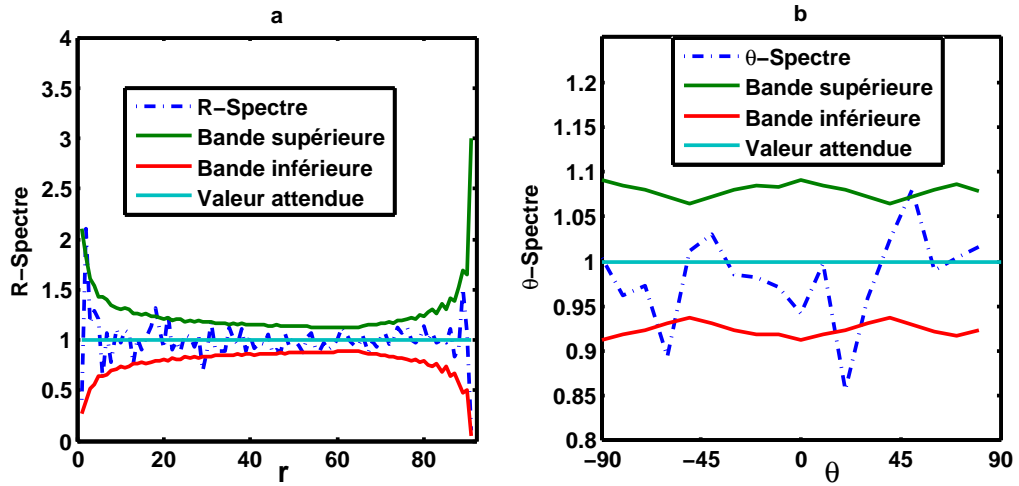 a
4
3.5
3
2.5
2
1.5
1
0.5
0
R−Spectre
R−Spectre
Bande supérieure
Bande inférieure
Valeur attendue
0 20 40 60 80
r
b
1.2
1.15
1.1
1.05
1
0.95
0.9
0.85
0.8
θ−Spectre
θ−Spectre
Bande supérieure
Bande inférieure
Valeur attendue
−90 −45 0 45 90
θ